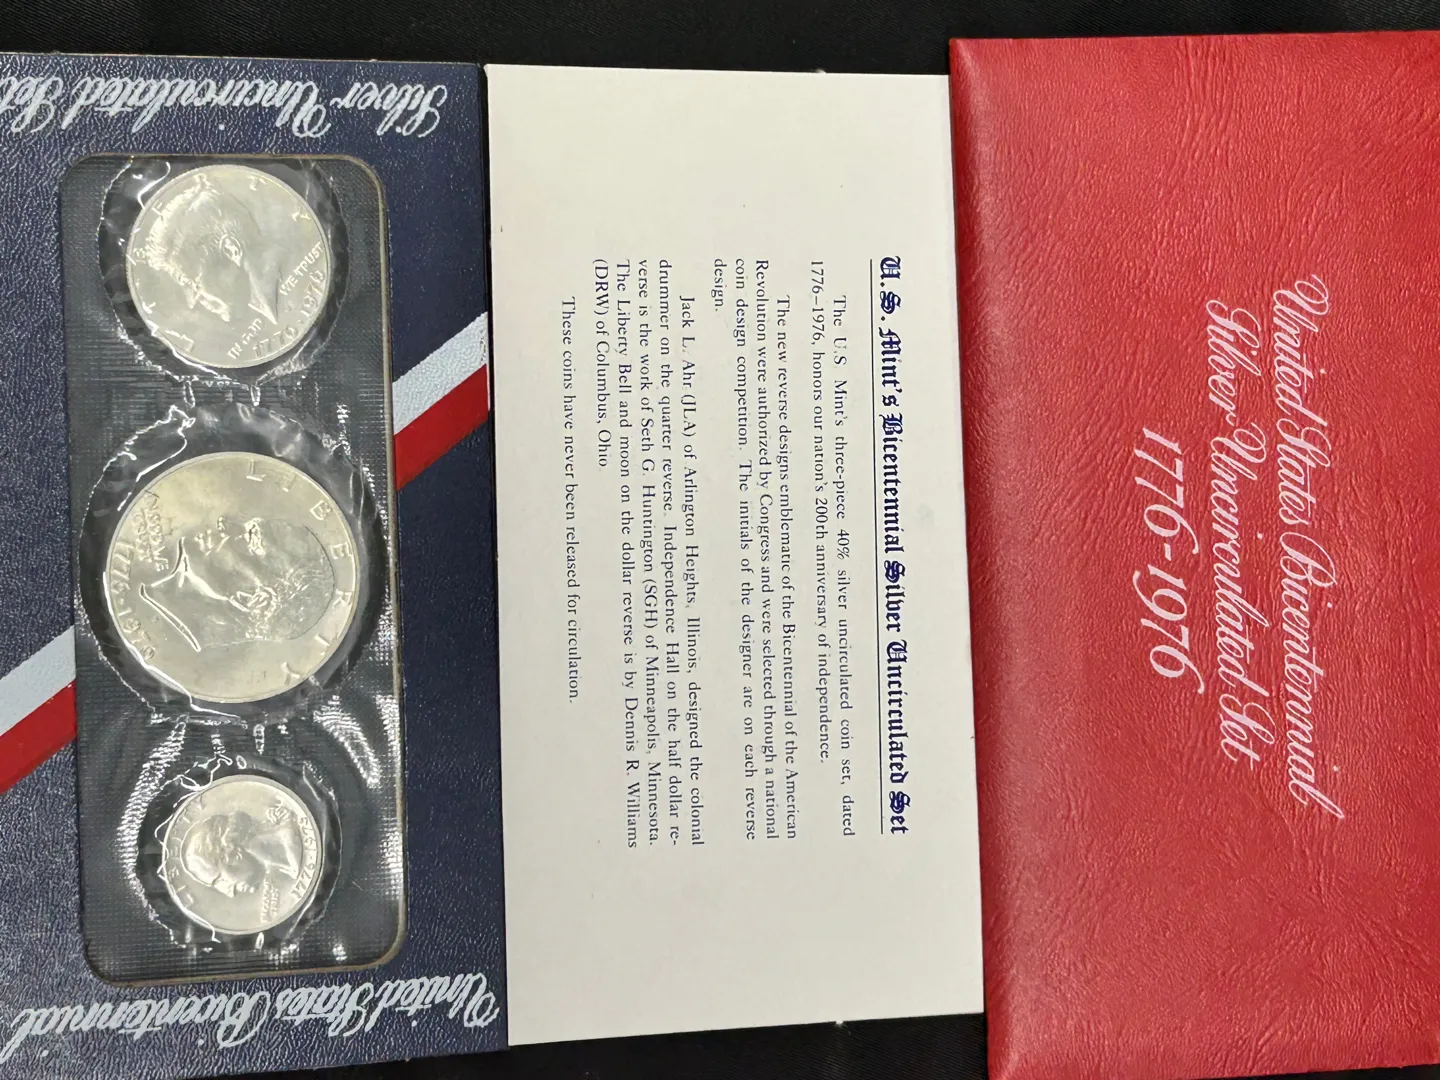 Silver Uncirculated Set
United States Bicentennial
LIBERTY
IN GOD WE TRUST
1776·1976
LIBERTY
IN GOD
WE TRUST
1776-1976
LIBERTY
IN GOD
WE TRUST
1776-1976
U.S. Mint's Bicentennial Silver Uncirculated Set
The U.S. Mint's three-piece 40% silver uncirculated coin set, dated
1776–1976, honors our nation's 200th anniversary of independence.
The new reverse designs emblematic of the Bicentennial of the American
Revolution were authorized by Congress and were selected through a national
coin design competition. The initials of the designer are on each reverse
design.
Jack L. Ahr (JLA) of Arlington Heights, Illinois, designed the colonial
drummer on the quarter reverse. Independence Hall on the half dollar re-
verse is the work of Seth G. Huntington (SGH) of Minneapolis, Minnesota.
The Liberty Bell and moon on the dollar reverse is by Dennis R. Williams
(DRW) of Columbus, Ohio.
These coins have never been released for circulation.
United States Bicentennial
Silver Uncirculated Set
1776-1976